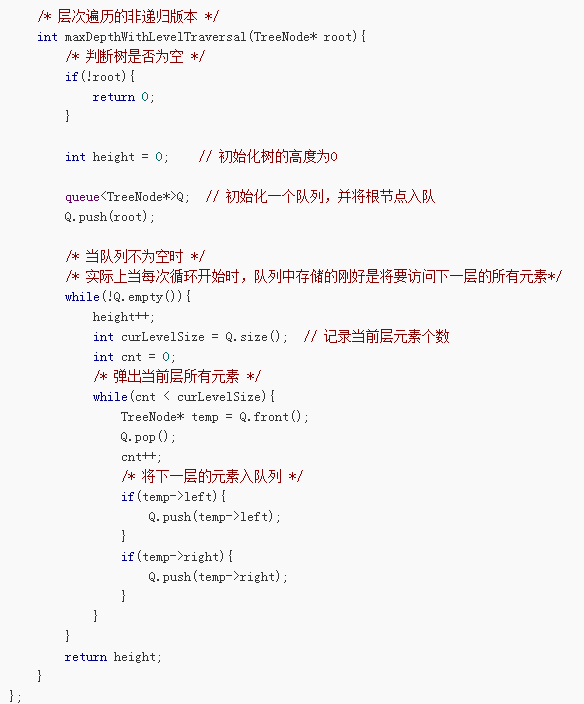 /* 层次遍历的非递归版本 */
int maxDepthWithLevelTraversal(TreeNode* root){
/* 判断树是否为空 */
if(!root){
return 0;
}
int height = 0;    // 初始化树的高度为0
queue<TreeNode*>Q;  // 初始化一个队列，并将根节点入队
Q.push(root);
/* 当队列不为空时 */
/* 实际上当每次循环开始时，队列中存储的刚好是将要访问下一层的所有元素*/
while(!Q.empty()){
height++;
int curLevelSize = Q.size();  // 记录当前层元素个数
int cnt = 0;
/* 弹出当前层所有元素 */
while(cnt < curLevelSize){
TreeNode* temp = Q.front();
Q.pop();
cnt++;
/* 将下一层的元素入队列 */
if(temp->left){
Q.push(temp->left);
}
if(temp->right){
Q.push(temp->right);
}
}
}
return height;
}
};